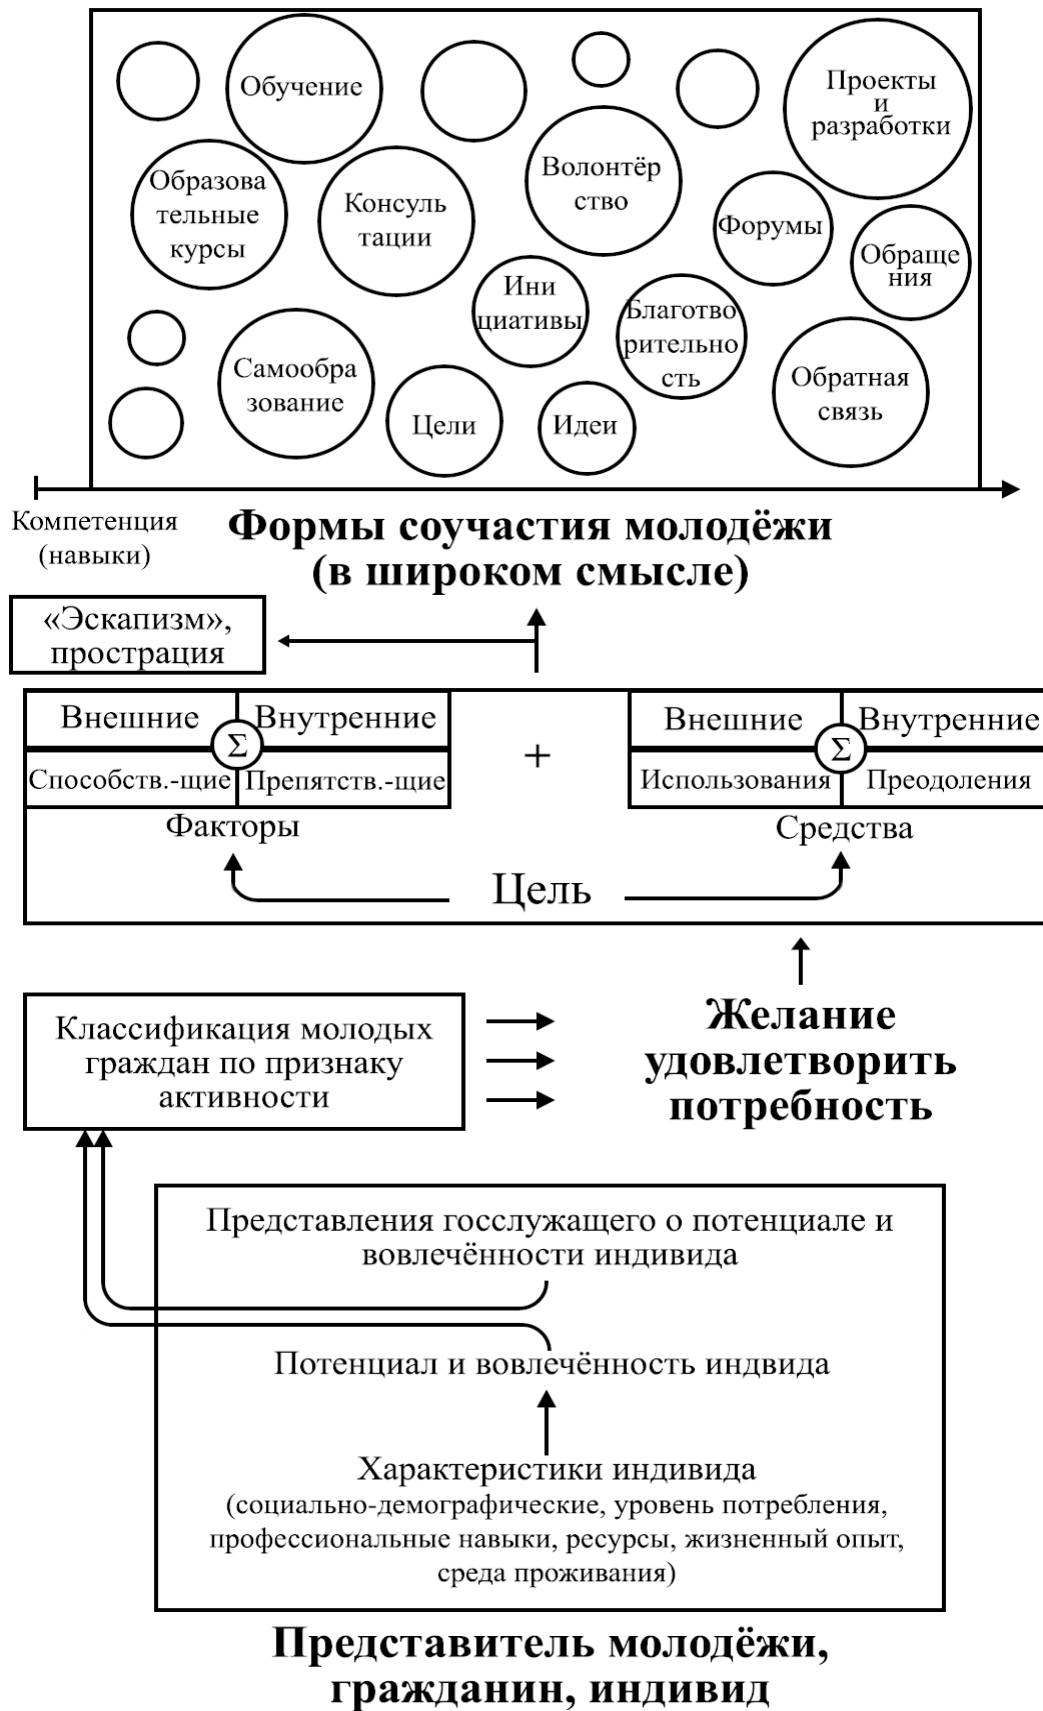 Обучение
Проекты
и
разработки
Образова
тельные
курсы
Консуль
тации
Волонтёр
ство
Форумы
Обраще
ния
Ини
циативы
Благотво
рительно
сть
Самообра
зование
Цели
Идеи
Обратная
связь
Компетенция
(навыки)
Формы соучастия молодёжи
(в широком смысле)
«Эскапизм»,
прострация
Внешние
Внутренние
Σ
Способств.-щие
Препятств.-щие
Факторы
+
Внешние
Внутренние
Σ
Использования
Преодоления
Средства
Цель
Классификация молодых
граждан по признаку
активности
Желание
удовлетворить
потребность
Представления госслужащего о потенциале и
вовлечённости индивида
Потенциал и вовлечённость индвида
Характеристики индивида
(социально-демографические, уровень потребления,
профессиональные навыки, ресурсы, жизненный опыт,
среда проживания)
Представитель молодёжи,
гражданин, индивид